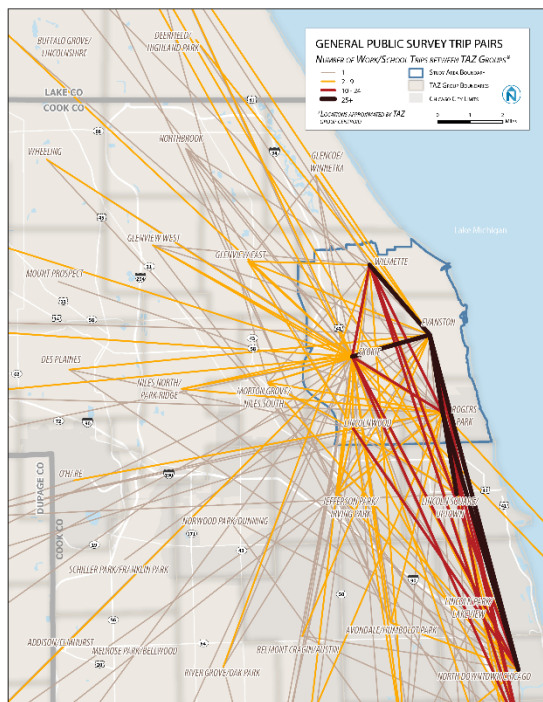 GENERAL PUBLIC SURVEY TRIP PAIRS
NUMBER OF WORK/SCHOOL TRIPS BETWEEN TAZ GROUPS*
1
2 - 9
10 - 24
25+
STUDY AREA BOUNDARY
TAZ GROUP BOUNDARIES
CHICAGO CITY LIMITS
N
*LOCATIONS APPROXIMATED BY TAZ
GROUP CENTROID
0 1 2
Miles
BUFFALO GROVE/
LINCOLNSHIRE
DEERFIELD/
HIGHLAND PARK
LAKE CO
COOK CO
NORTHBROOK
WHEELING
GLENCOE/
WINNETKA
Lake Michigan
GLENVIEW WEST
GLENVIEW EAST
WILMETTE
MOUNT PROSPECT
EVANSTON
SKOKIE
DES PLAINES
NILES NORTH/
PARK RIDGE
MORTON GROVE/
NILES SOUTH
ROGERS
PARK
LINCOLNWOOD
O'HARE
DUPAGE CO
COOK CO
JEFFERSON PARK/
IRVING PARK
LINCOLN SQUARE/
UPTOWN
NORWOOD PARK/DUNNING
SCHILLER PARK/FRANKLIN PARK
LINCOLN PARK/
LAKEVIEW
AVONDALE/HUMBOLDT PARK
ADDISON/ELMHURST
MELROSE PARK/BELLWOOD
BELMONT CRAGIN/AUSTIN
RIVER GROVE/OAK PARK
NORTH DOWNTOWN CHICAGO